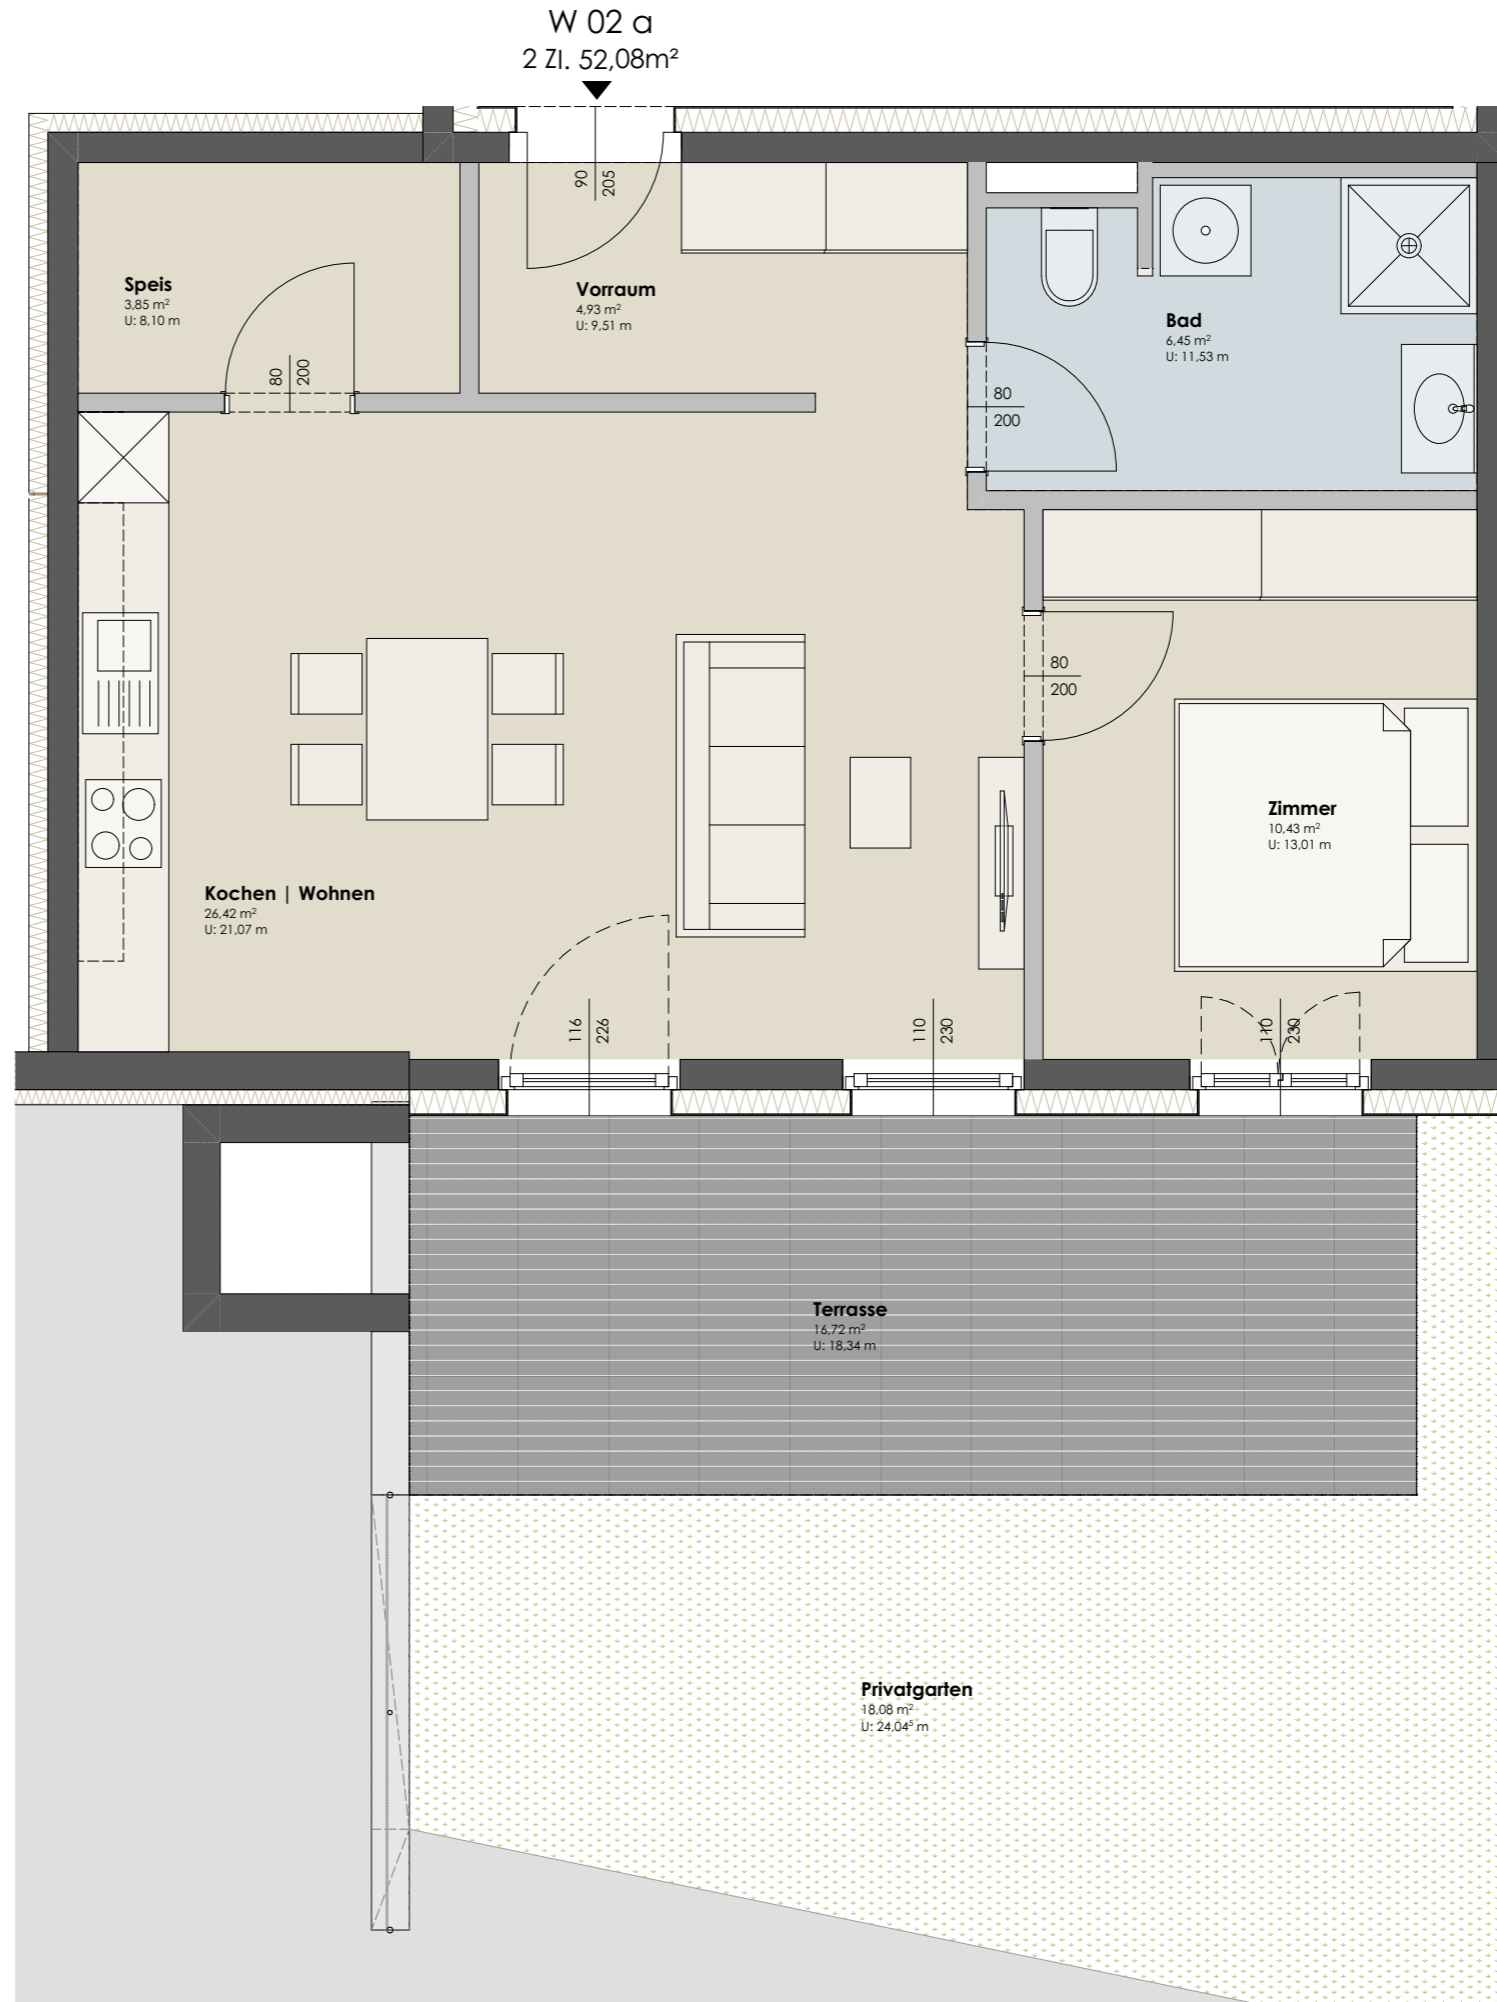 W 02 a
2 ZI. 52,08m²
90
205
Speis
3,85 m²
U: 8,10 m
Vorraum
4,93 m²
U: 9,51 m
Bad
6,45 m²
U: 11,53 m
80
200
80
200
80
200
Zimmer
10,43 m²
U: 13,01 m
Kochen | Wohnen
26,42 m²
U: 21,07 m
116
226
110
230
110
230
Terrasse
16,72 m²
U: 18,34 m
Privatgarten
18,08 m²
U: 24,04⁵ m